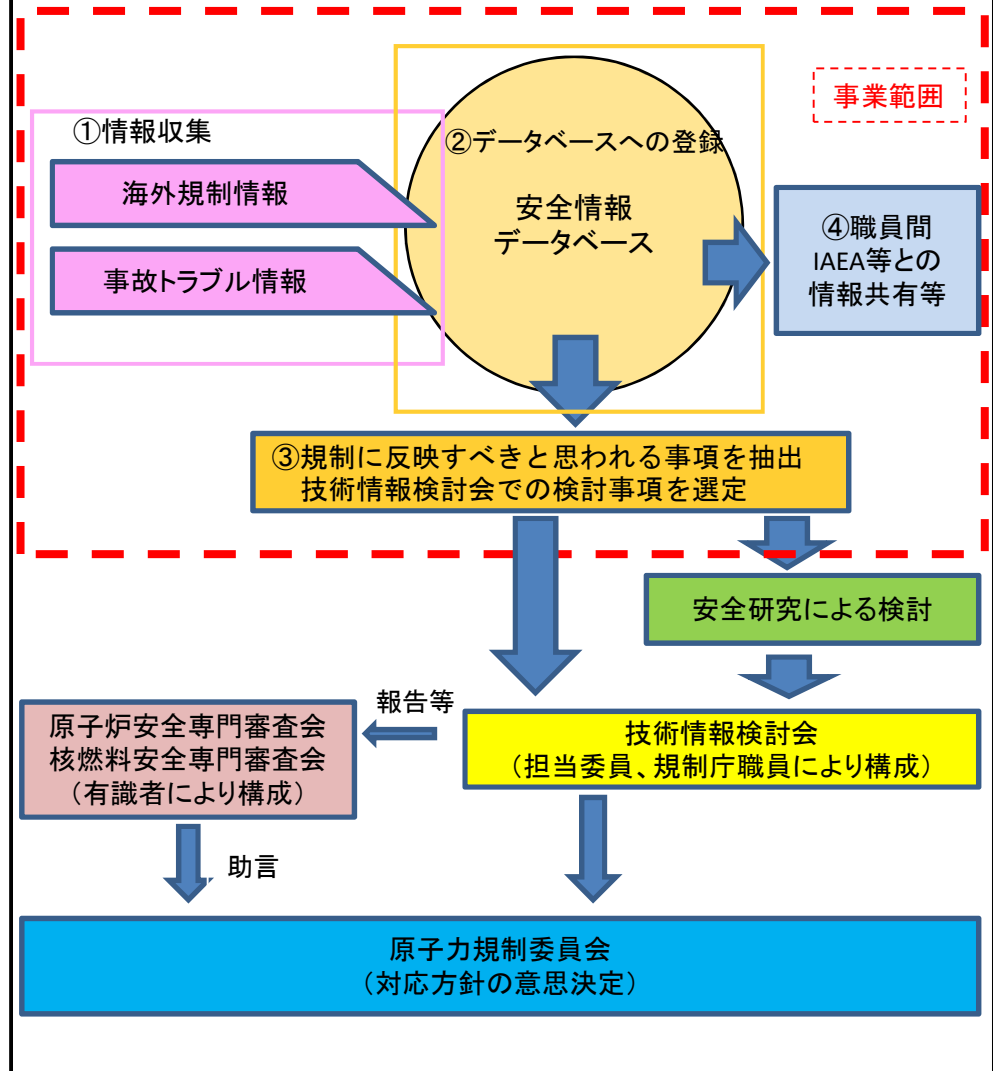 事業範囲
①情報収集
海外規制情報
事故トラブル情報
②データベースへの登録
安全情報
データベース
④職員間
IAEA等との
情報共有等
③規制に反映すべきと思われる事項を抽出
技術情報検討会での検討事項を選定
安全研究による検討
報告等
原子炉安全専門審査会
核燃料安全専門審査会
（有識者により構成）
技術情報検討会
（担当委員、規制庁職員により構成）
助言
原子力規制委員会
（対応方針の意思決定）